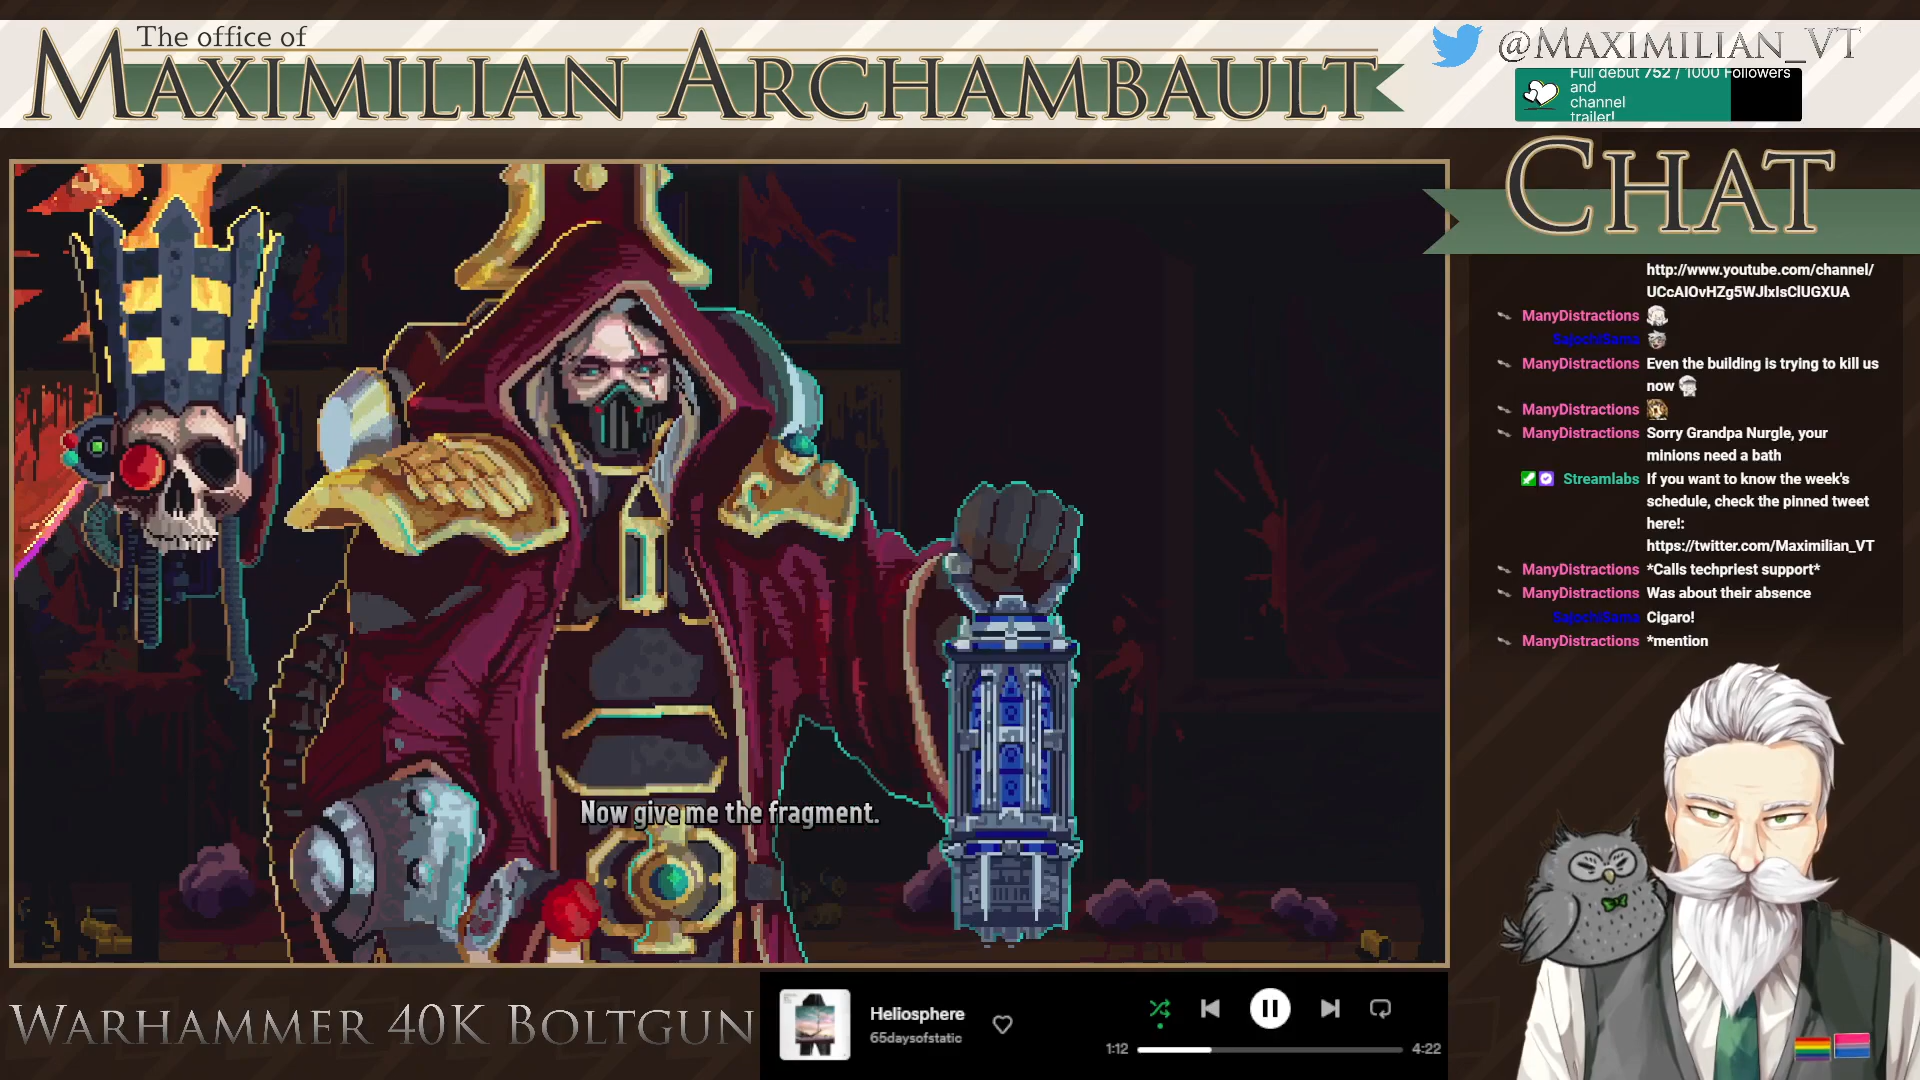 The office of
Maximilian Archambault
@Maximilian_VT
Full debut 752 / 1000 Followers
and
channel
trailer!
Chat
http://www.youtube.com/channel/
UCcAIOvHZg5WJlxIsClUGXUA
ManyDistractions
SajochiSama
ManyDistractions Even the building is trying to kill us
now
ManyDistractions
ManyDistractions Sorry Grandpa Nurgle, your
minions need a bath
Streamlabs If you want to know the week's
schedule, check the pinned tweet
here!:
https://twitter.com/Maximilian_VT
ManyDistractions *Calls techpriest support*
ManyDistractions Was about their absence
SajochiSama Cigaro!
ManyDistractions *mention
Now give me the fragment.
Warhammer 40K Boltgun
Heliosphere
65daysofstatic
1:12
4:22